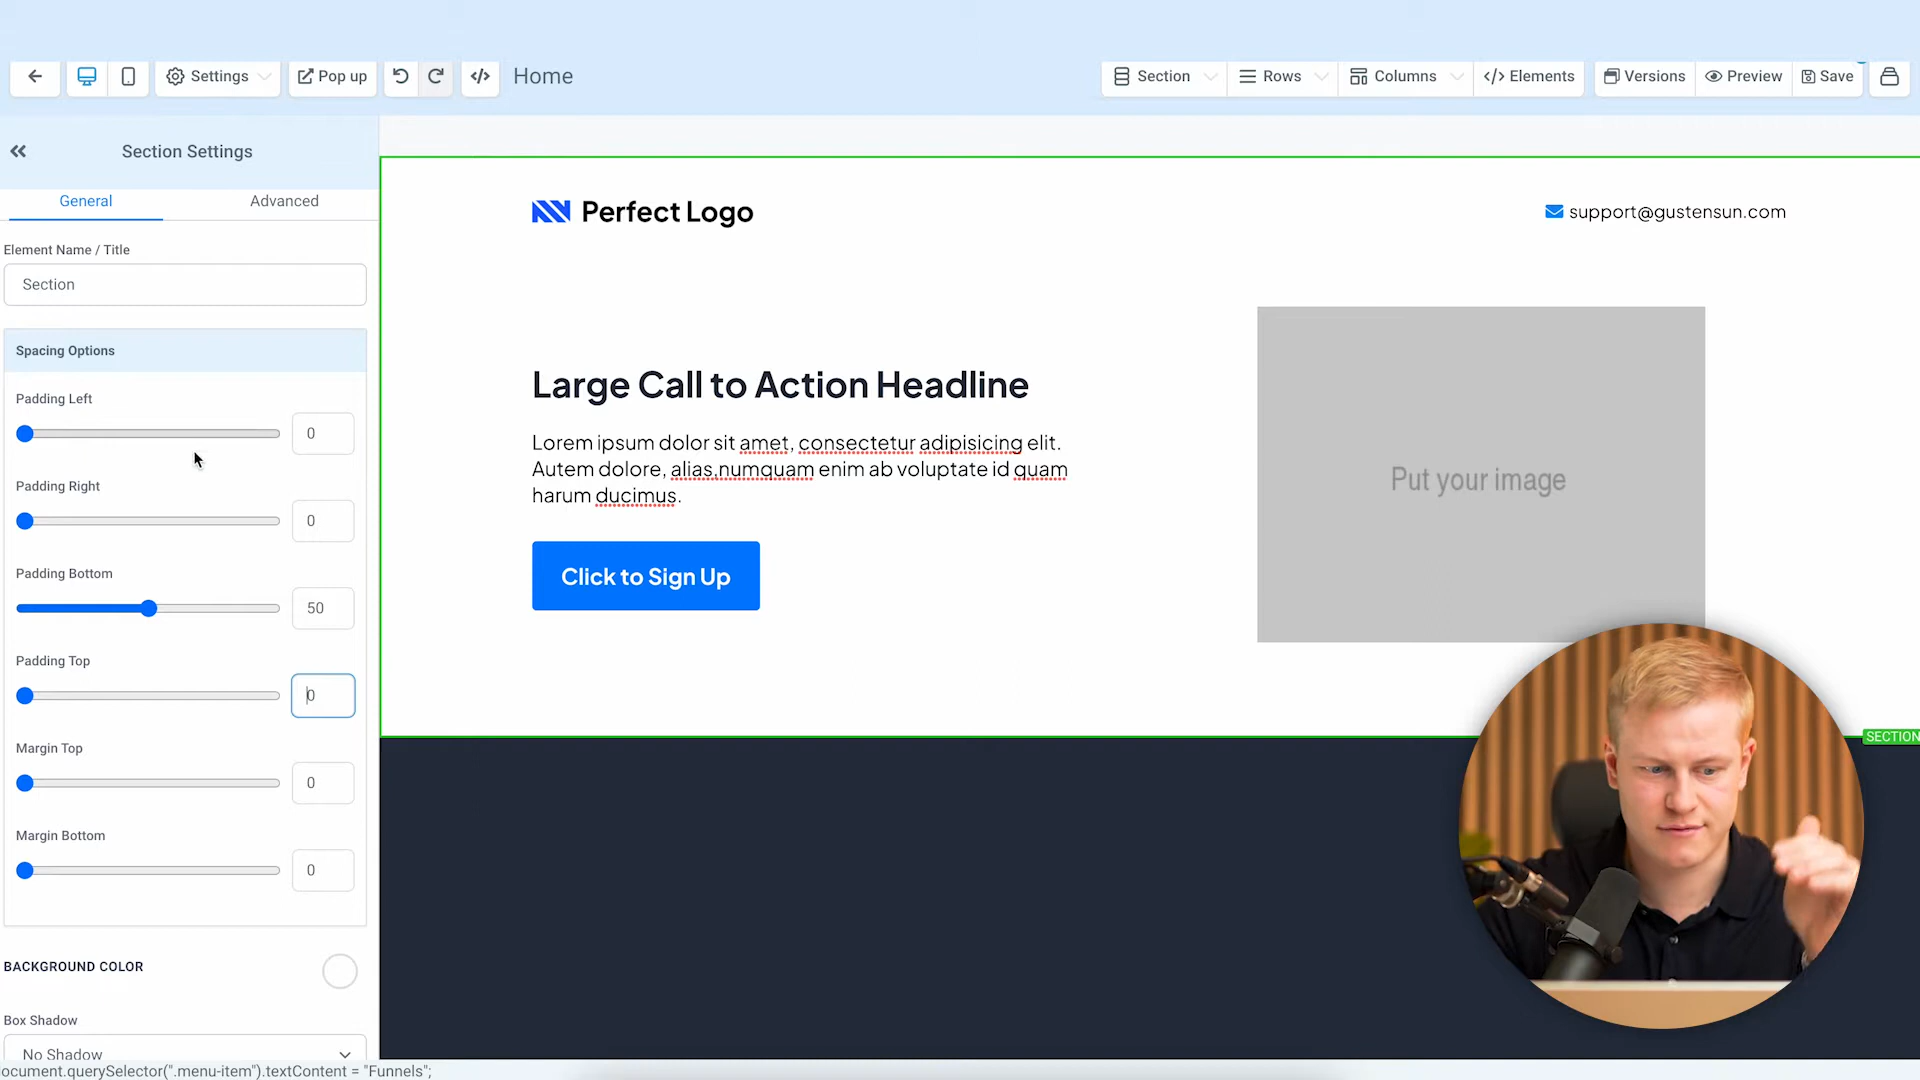 Settings
Pop up
Home
Section
Rows
Columns
Elements
Versions
Preview
Save
Section Settings
General
Advanced
Element Name / Title
Section
Spacing Options
Padding Left
0
Padding Right
0
Padding Bottom
50
Padding Top
0
Margin Top
0
Margin Bottom
0
BACKGROUND COLOR
Box Shadow
No Shadow
ocument.querySelector(".menu-item").textContent = "Funnels";
Perfect Logo
support@gustensun.com
Large Call to Action Headline
Lorem ipsum dolor sit amet, consectetur adipisicing elit.
Autem dolore, alias,numquam enim ab voluptate id quam
harum ducimus.
Click to Sign Up
Put your image
SECTION